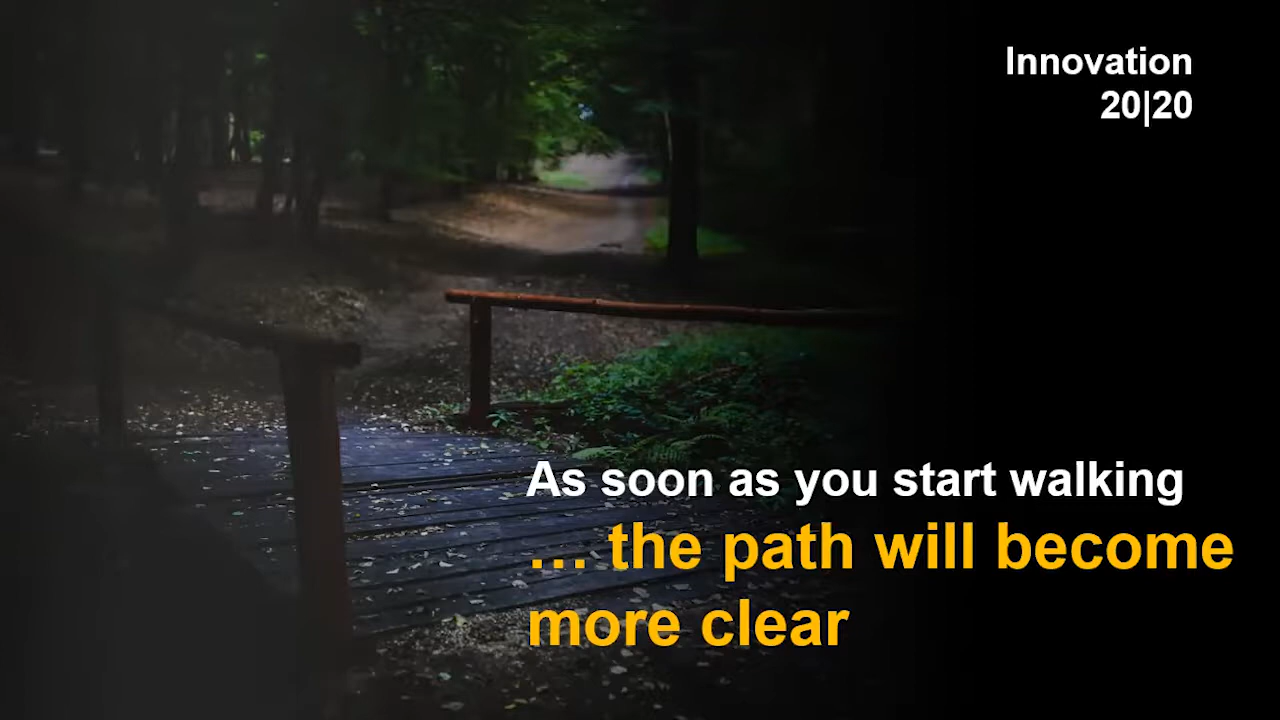 Innovation
20|20
As soon as you start walking
… the path will become
more clear